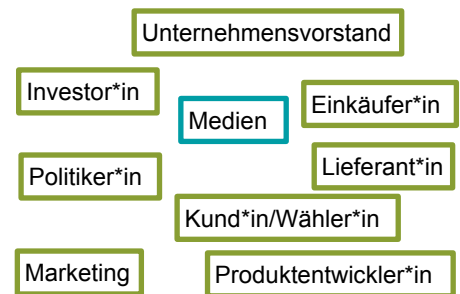 Unternehmensvorstand
Investor*in
Einkäufer*in
Medien
Lieferant*in
Politiker*in
Kund*in/Wähler*in
Marketing
Produktentwickler*in